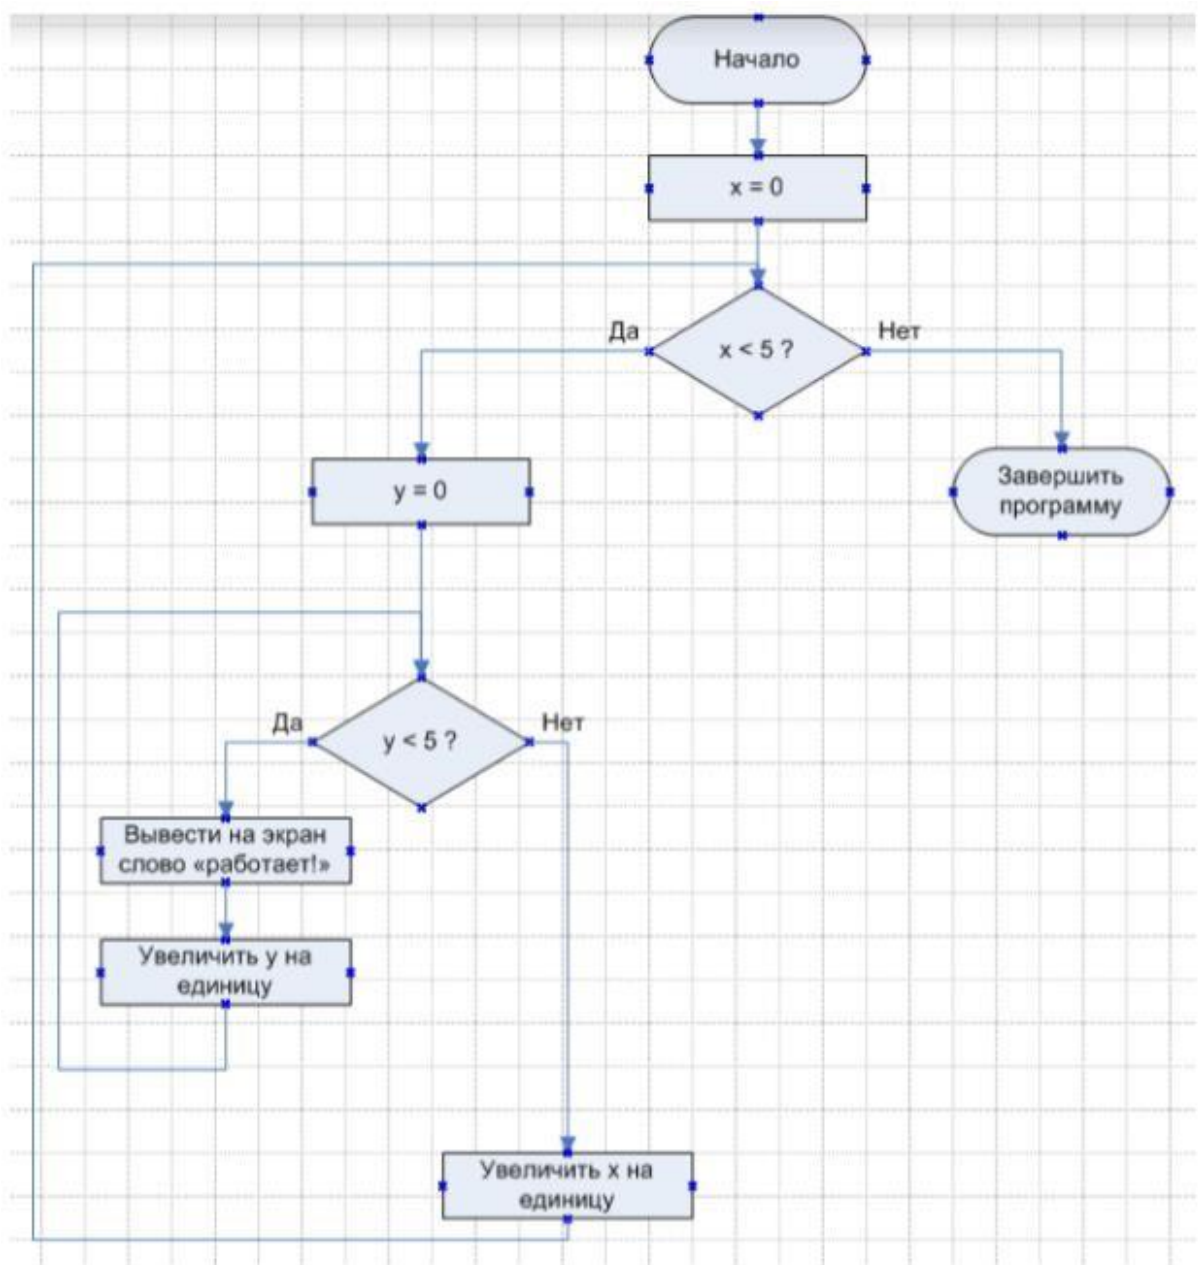 Начало
x = 0
Да
x < 5 ?
Нет
y = 0
Завершить
программу
Да
y < 5 ?
Нет
Вывести на экран
слово «работает!»
Увеличить y на
единицу
Увеличить x на
единицу